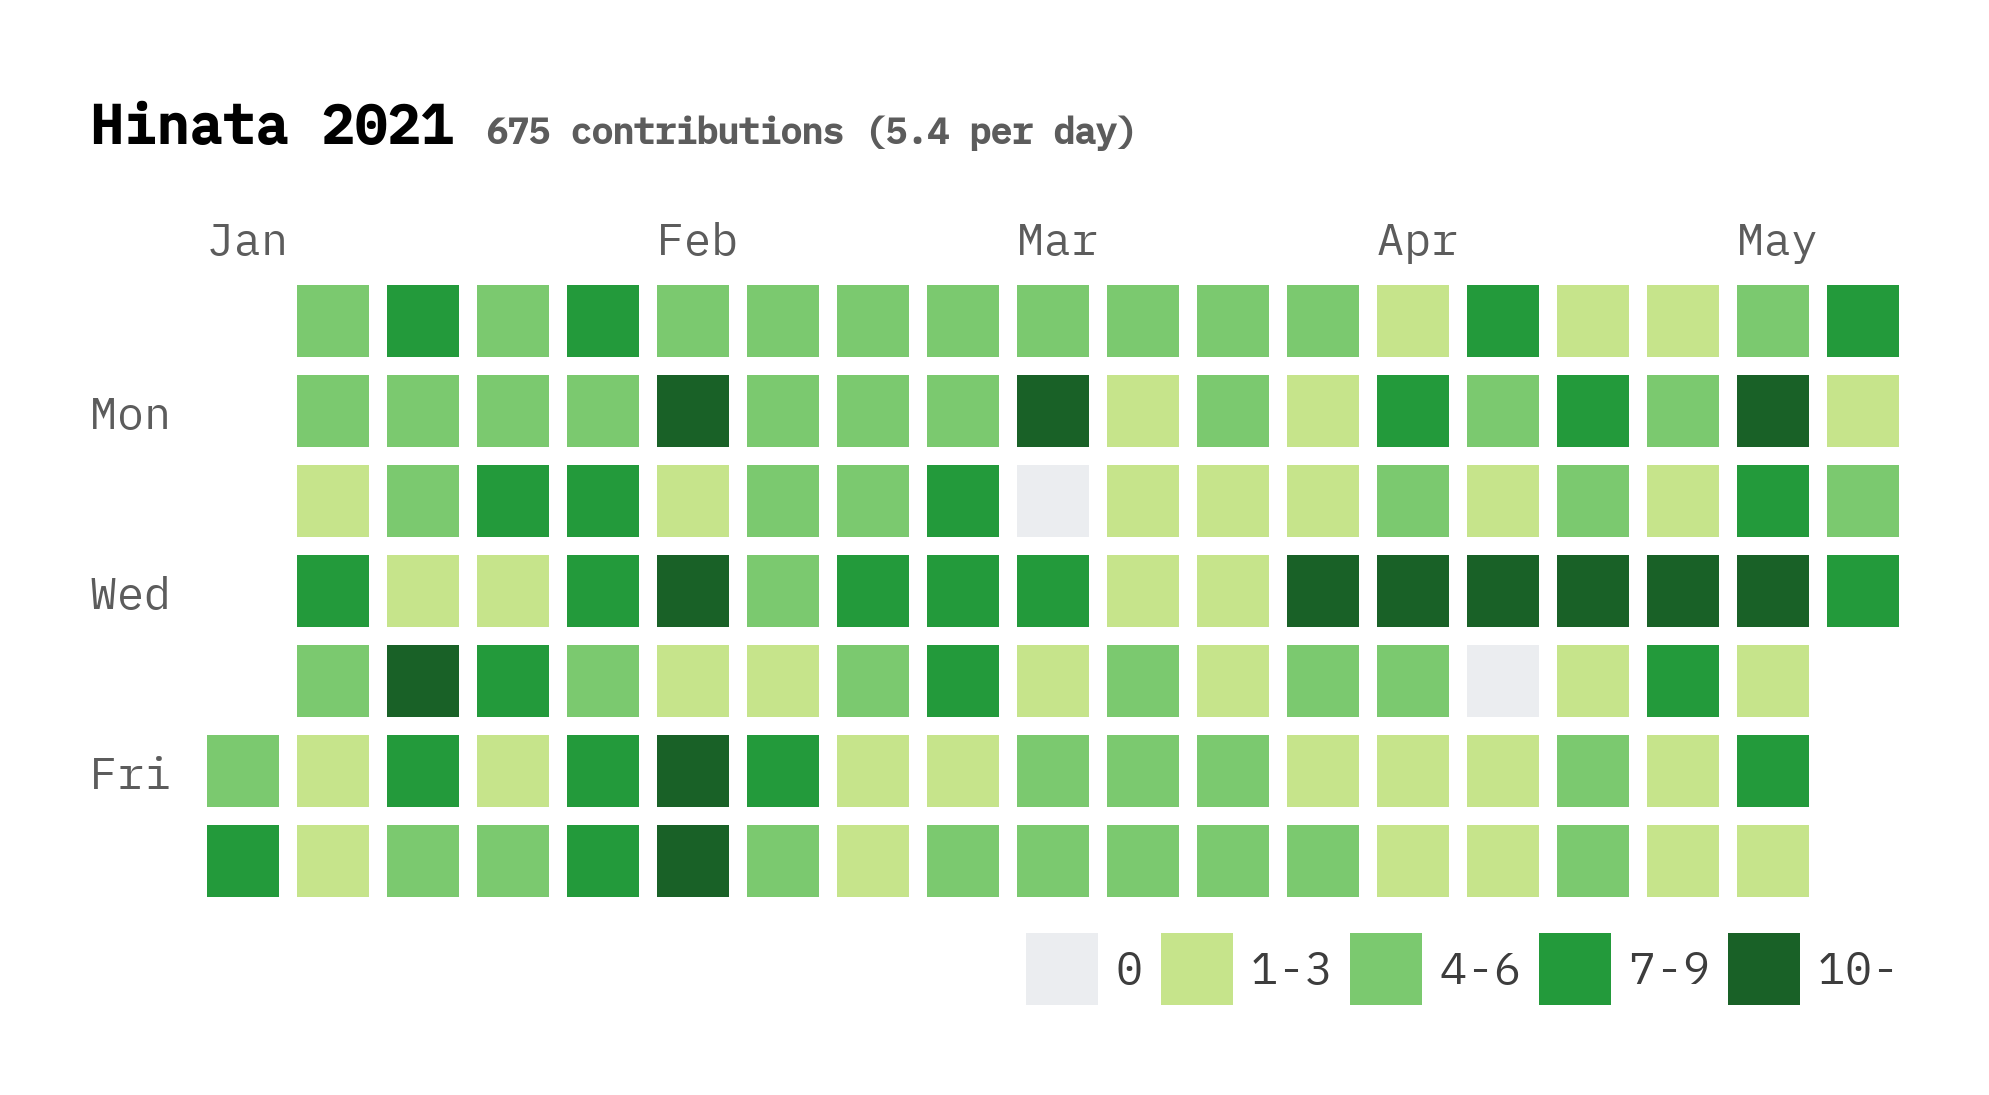 Hinata 2021 675 contributions (5.4 per day)
Jan Feb Mar Apr May
Mon
Wed
Fri
0 1-3 4-6 7-9 10-